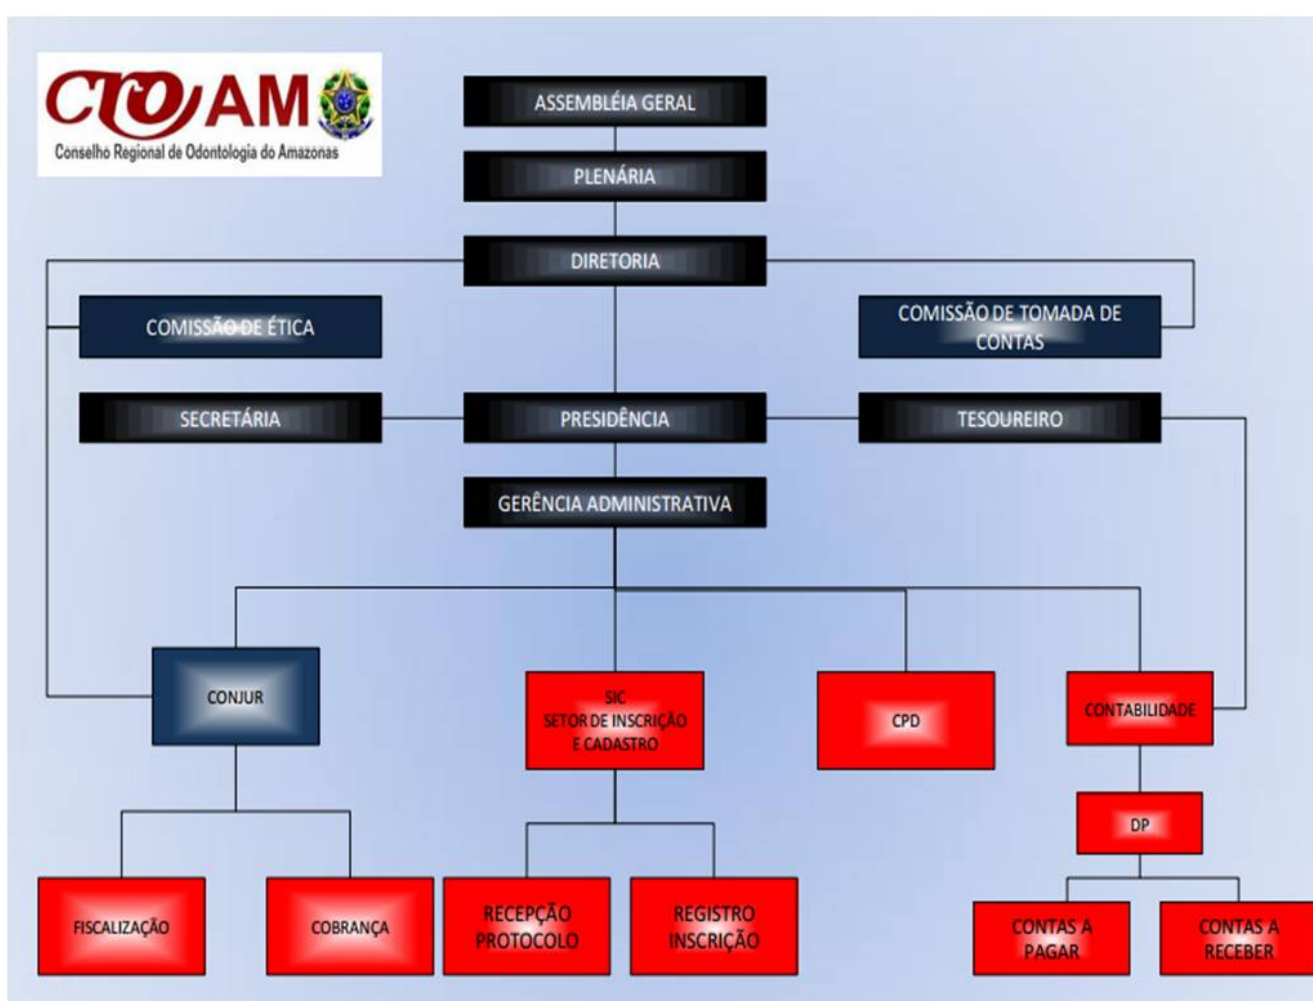 CRO AM
Conselho Regional de Odontologia do Amazonas
ASSEMBLÉIA GERAL
PLENÁRIA
DIRETORIA
COMISSÃO DE ÉTICA
COMISSÃO DE TOMADA DE
CONTAS
SECRETÁRIA
PRESIDÊNCIA
TESOUREIRO
GERÊNCIA ADMINISTRATIVA
CONJUR
SIC
SETOR DE INSCRIÇÃO
E CADASTRO
CPD
CONTABILIDADE
DP
FISCALIZAÇÃO
COBRANÇA
RECEPÇÃO
PROTOCOLO
REGISTRO
INSCRIÇÃO
CONTAS A
PAGAR
CONTAS A
RECEBER